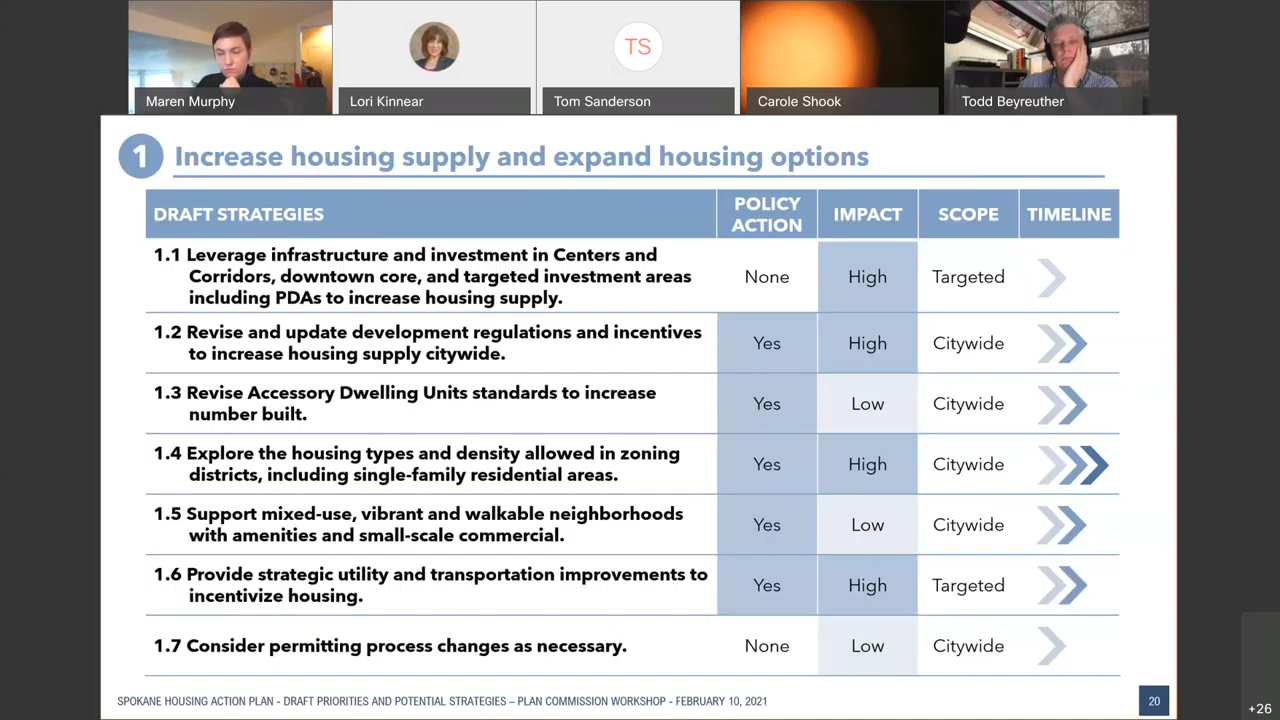 TS
Maren Murphy
Lori Kinnear
Tom Sanderson
Carole Shook
Todd Beyreuther
1 Increase housing supply and expand housing options
DRAFT STRATEGIES
POLICY
ACTION
IMPACT
SCOPE
TIMELINE
1.1 Leverage infrastructure and investment in Centers and
Corridors, downtown core, and targeted investment areas
including PDAs to increase housing supply.
None
High
Targeted
1.2 Revise and update development regulations and incentives
to increase housing supply citywide.
Yes
High
Citywide
1.3 Revise Accessory Dwelling Units standards to increase
number built.
Yes
Low
Citywide
1.4 Explore the housing types and density allowed in zoning
districts, including single-family residential areas.
Yes
High
Citywide
1.5 Support mixed-use, vibrant and walkable neighborhoods
with amenities and small-scale commercial.
Yes
Low
Citywide
1.6 Provide strategic utility and transportation improvements to
incentivize housing.
Yes
High
Targeted
1.7 Consider permitting process changes as necessary.
None
Low
Citywide
SPOKANE HOUSING ACTION PLAN - DRAFT PRIORITIES AND POTENTIAL STRATEGIES – PLAN COMMISSION WORKSHOP - FEBRUARY 10, 2021
20
+26